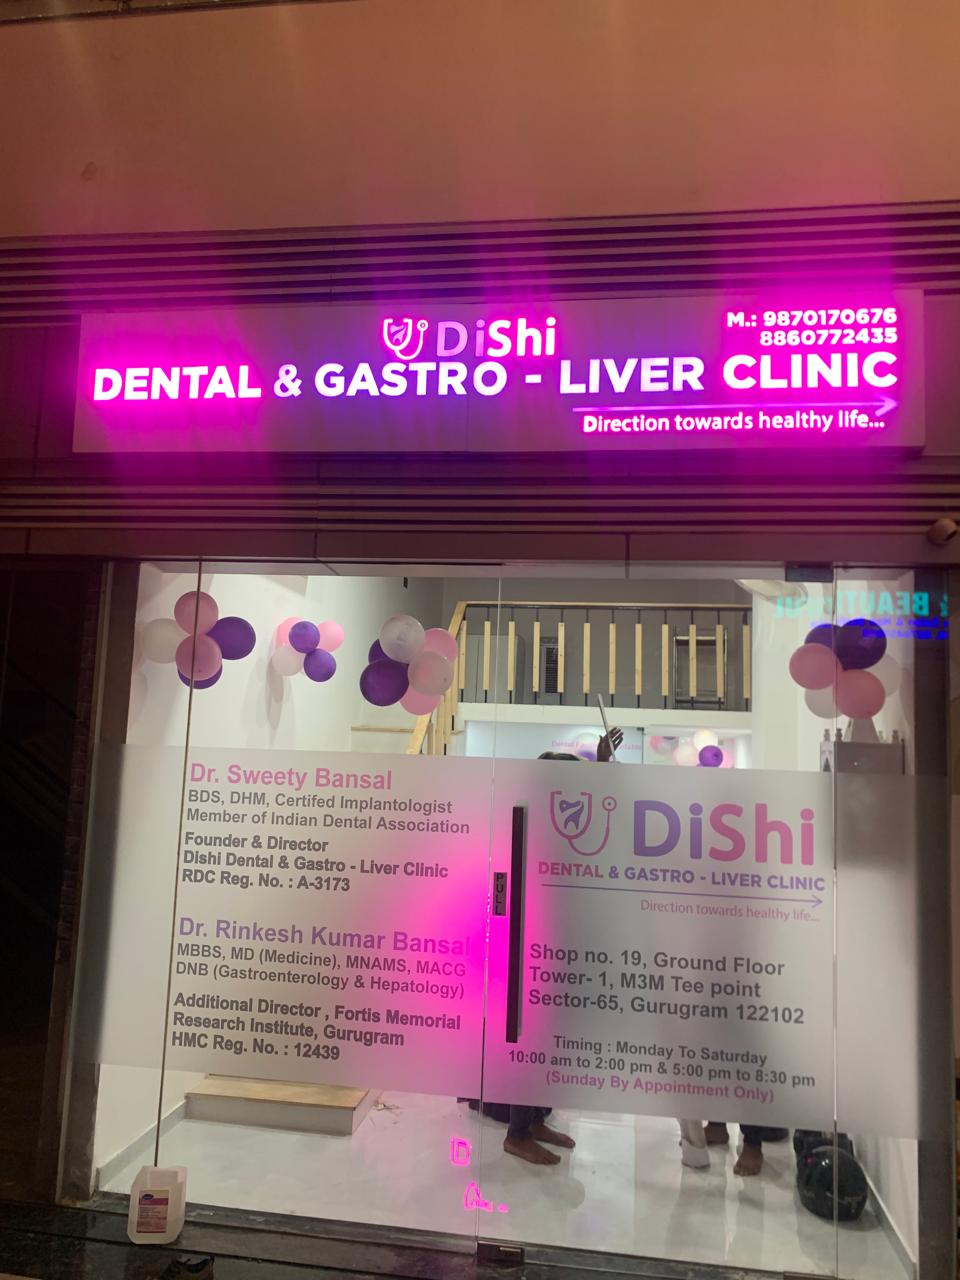 DiShi
M.: 9870170676
8860772435
DENTAL & GASTRO - LIVER CLINIC
Direction towards healthy life...
Dr. Sweety Bansal
BDS, DHM, Certifed Implantologist
Member of Indian Dental Association
Founder & Director
Dishi Dental & Gastro - Liver Clinic
RDC Reg. No. : A-3173
Dr. Rinkesh Kumar Bansal
MBBS, MD (Medicine), MNAMS, MACG
DNB (Gastroenterology & Hepatology)
Additional Director , Fortis Memorial
Research Institute, Gurugram
HMC Reg. No. : 12439
PULL
DiShi
DENTAL & GASTRO - LIVER CLINIC
Direction towards healthy life...
Shop no. 19, Ground Floor
Tower- 1, M3M Tee point
Sector-65, Gurugram 122102
Timing : Monday To Saturday
10:00 am to 2:00 pm & 5:00 pm to 8:30 pm
(Sunday By Appointment Only)
BEAUTIFUL
Dental